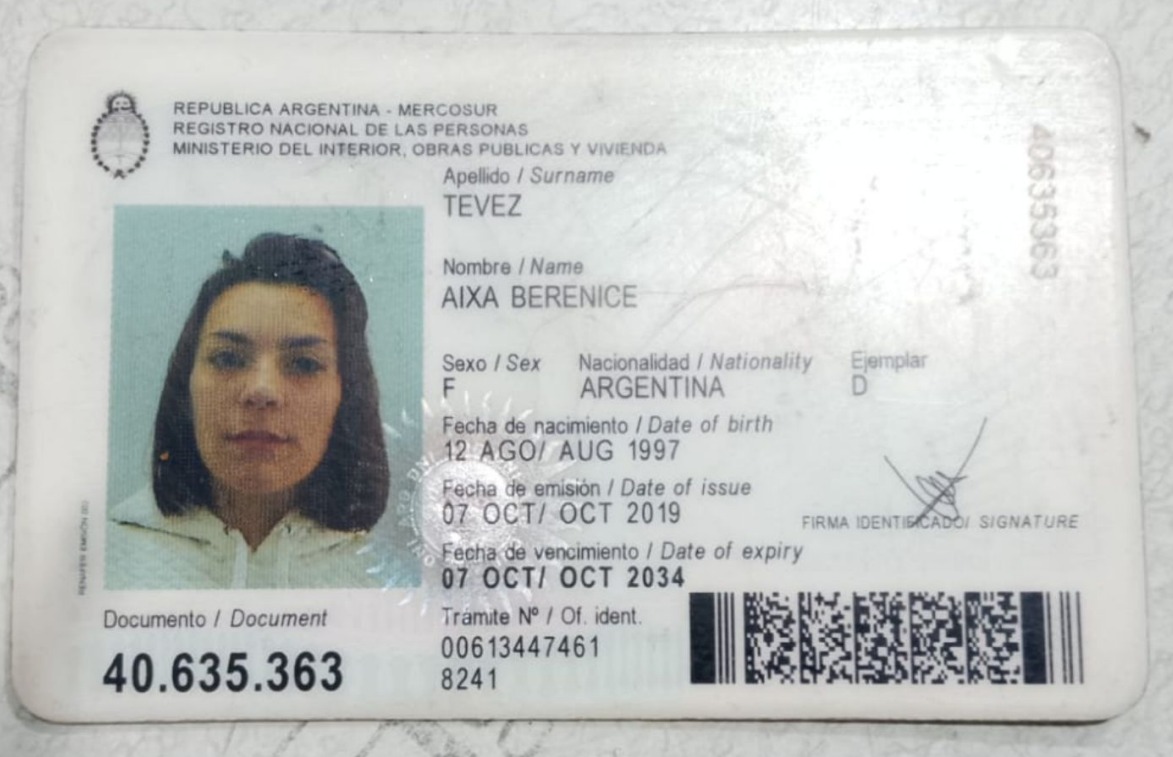 REPUBLICA ARGENTINA - MERCOSUR
REGISTRO NACIONAL DE LAS PERSONAS
MINISTERIO DEL INTERIOR, OBRAS PUBLICAS Y VIVIENDA
Apellido / Surname
TEVEZ
Nombre / Name
AIXA BERENICE
Sexo / Sex Nacionalidad / Nationality Ejemplar
F ARGENTINA D
Fecha de nacimiento / Date of birth
12 AGO/ AUG 1997
Fecha de emisión / Date of issue
07 OCT/ OCT 2019
FIRMA IDENTIFICADO/ SIGNATURE
Fecha de vencimiento / Date of expiry
07 OCT/ OCT 2034
Documento / Document
40.635.363
Trámite Nº / Of. ident.
00613447461
8241
40635363